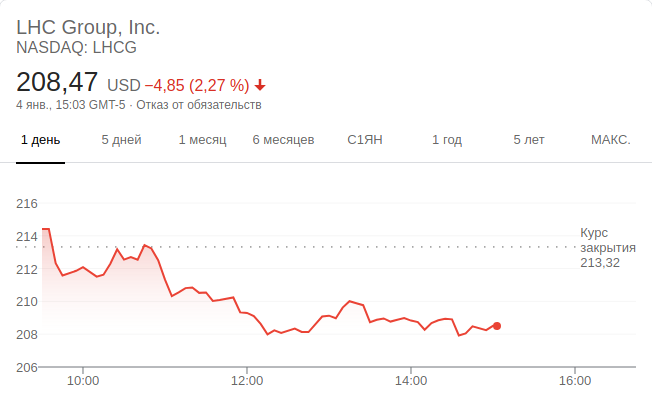 LHC Group, Inc.
NASDAQ: LHCG
208,47 USD −4,85 (2,27 %)
4 янв., 15:03 GMT-5 · Отказ от обязательств
1 день 5 дней 1 месяц 6 месяцев С1ЯН 1 год 5 лет МАКС.
216
214
212
210
208
206
Курс
закрытия
213,32
10:00 12:00 14:00 16:00